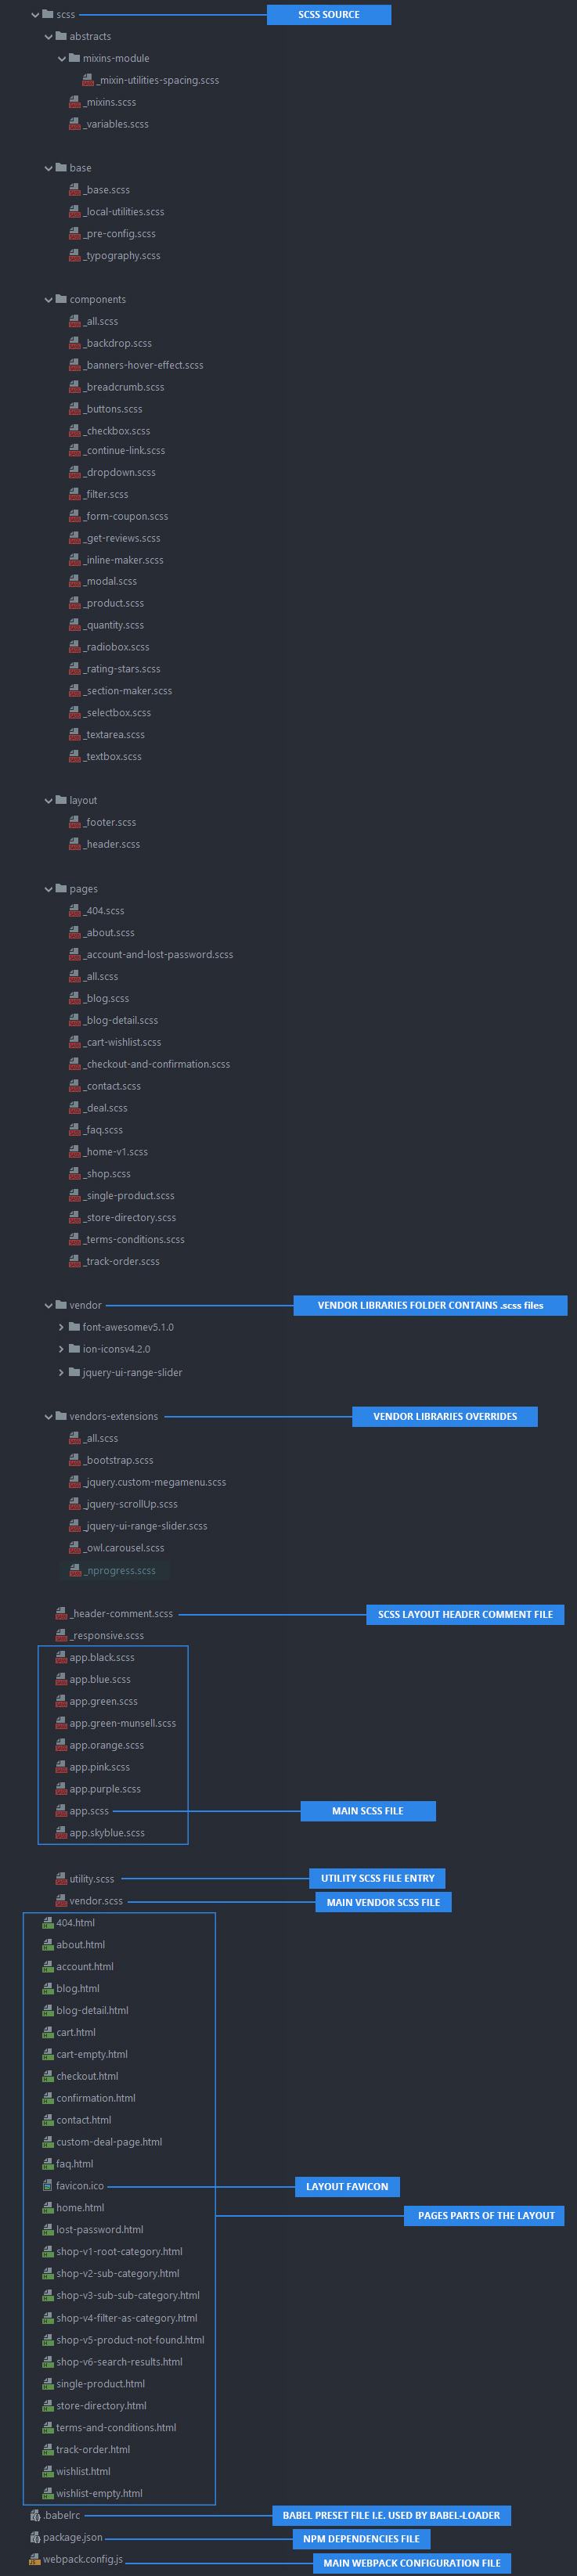 scss SCSS SOURCE
abstracts
mixins-module
_mixin-utilities-spacing.scss
_mixins.scss
_variables.scss
base
_base.scss
_local-utilities.scss
_pre-config.scss
_typography.scss
components
_all.scss
_backdrop.scss
_banners-hover-effect.scss
_breadcrumb.scss
_buttons.scss
_checkbox.scss
_continue-link.scss
_dropdown.scss
_filter.scss
_form-coupon.scss
_get-reviews.scss
_inline-maker.scss
_modal.scss
_product.scss
_quantity.scss
_radiobox.scss
_rating-stars.scss
_section-maker.scss
_selectbox.scss
_textarea.scss
_textbox.scss
layout
_footer.scss
_header.scss
pages
_404.scss
_about.scss
_account-and-lost-password.scss
_all.scss
_blog.scss
_blog-detail.scss
_cart-wishlist.scss
_checkout-and-confirmation.scss
_contact.scss
_deal.scss
_faq.scss
_home-v1.scss
_shop.scss
_single-product.scss
_store-directory.scss
_terms-conditions.scss
_track-order.scss
vendor VENDOR LIBRARIES FOLDER CONTAINS .scss files
font-awesomev5.1.0
ion-iconsv4.2.0
jquery-ui-range-slider
vendors-extensions VENDOR LIBRARIES OVERRIDES
_all.scss
_bootstrap.scss
_jquery.custom-megamenu.scss
_jquery-scrollUp.scss
_jquery-ui-range-slider.scss
_owl.carousel.scss
_nprogress.scss
_header-comment.scss SCSS LAYOUT HEADER COMMENT FILE
_responsive.scss
app.black.scss
app.blue.scss
app.green.scss
app.green-munsell.scss
app.orange.scss
app.pink.scss
app.purple.scss
app.scss MAIN SCSS FILE
app.skyblue.scss
utility.scss UTILITY SCSS FILE ENTRY
vendor.scss MAIN VENDOR SCSS FILE
404.html
about.html
account.html
blog.html
blog-detail.html
cart.html
cart-empty.html
checkout.html
confirmation.html
contact.html
custom-deal-page.html
faq.html
favicon.ico LAYOUT FAVICON
home.html PAGES PARTS OF THE LAYOUT
lost-password.html
shop-v1-root-category.html
shop-v2-sub-category.html
shop-v3-sub-sub-category.html
shop-v4-filter-as-category.html
shop-v5-product-not-found.html
shop-v6-search-results.html
single-product.html
store-directory.html
terms-and-conditions.html
track-order.html
wishlist.html
wishlist-empty.html
.babelrc BABEL PRESET FILE I.E. USED BY BABEL-LOADER
package.json NPM DEPENDENCIES FILE
webpack.config.js MAIN WEBPACK CONFIGURATION FILE